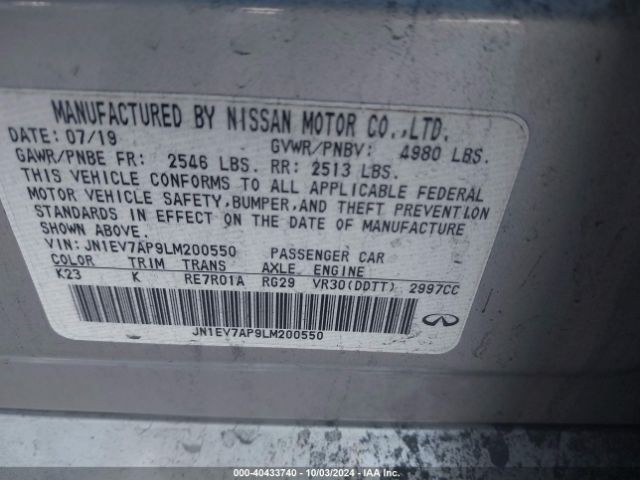 MANUFACTURED BY NISSAN MOTOR CO.,LTD.
DATE: 07/19 GVWR/PNBV: 4980 LBS.
GAWR/PNBE FR: 2546 LBS. RR: 2513 LBS.
THIS VEHICLE CONFORMS TO ALL APPLICABLE FEDERAL
MOTOR VEHICLE SAFETY,BUMPER,AND THEFT PREVENTION
STANDARDS IN EFFECT ON THE DATE OF MANUFACTURE
SHOWN ABOVE.
VIN: JN1EV7AP9LM200550 PASSENGER CAR
COLOR TRIM TRANS AXLE ENGINE
K23 K RE7R01A RG29 VR30(DDTT) 2997CC
JN1EV7AP9LM200550
INFINITI
000-40433740 - 10/03/2024 - IAA Inc.